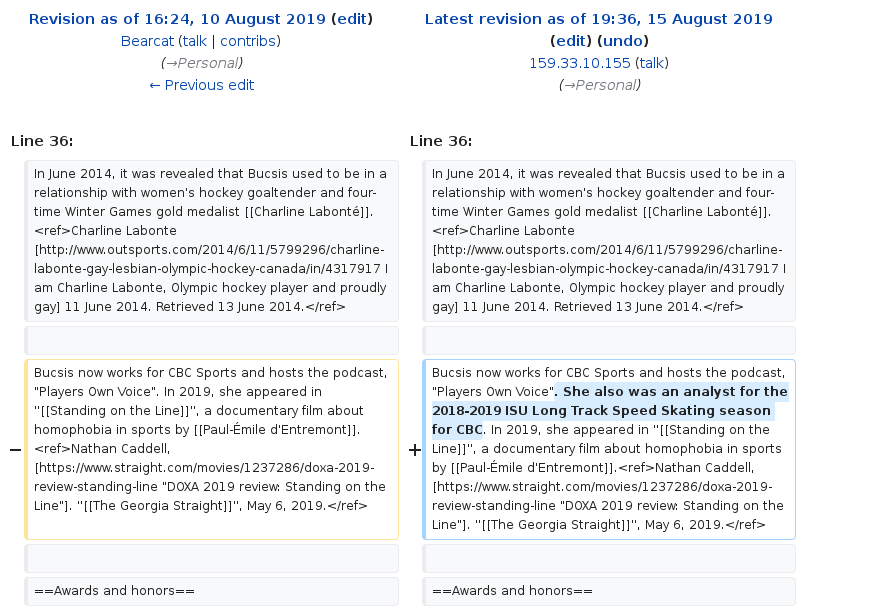 Revision as of 16:24, 10 August 2019 (edit)
Bearcat (talk | contribs)
(→Personal)
← Previous edit
Latest revision as of 19:36, 15 August 2019
(edit) (undo)
159.33.10.155 (talk)
(→Personal)
Line 36:
Line 36:
In June 2014, it was revealed that Bucsis used to be in a
relationship with women's hockey goaltender and four-
time Winter Games gold medalist [[Charline Labonté]].
<ref>Charline Labonte
[http://www.outsports.com/2014/6/11/5799296/charline-
labonte-gay-lesbian-olympic-hockey-canada/in/4317917 I
am Charline Labonte, Olympic hockey player and proudly
gay] 11 June 2014. Retrieved 13 June 2014.</ref>
In June 2014, it was revealed that Bucsis used to be in a
relationship with women's hockey goaltender and four-
time Winter Games gold medalist [[Charline Labonté]].
<ref>Charline Labonte
[http://www.outsports.com/2014/6/11/5799296/charline-
labonte-gay-lesbian-olympic-hockey-canada/in/4317917 I
am Charline Labonte, Olympic hockey player and proudly
gay] 11 June 2014. Retrieved 13 June 2014.</ref>
−
Bucsis now works for CBC Sports and hosts the podcast,
"Players Own Voice". In 2019, she appeared in
''[[Standing on the Line]]'', a documentary film about
homophobia in sports by [[Paul-Émile d'Entremont]].
<ref>Nathan Caddell,
[https://www.straight.com/movies/1237286/doxa-2019-
review-standing-line "DOXA 2019 review: Standing on the
Line"]. ''[[The Georgia Straight]]'', May 6, 2019.</ref>
+
Bucsis now works for CBC Sports and hosts the podcast,
"Players Own Voice". She also was an analyst for the
2018-2019 ISU Long Track Speed Skating season
for CBC. In 2019, she appeared in ''[[Standing on the
Line]]'', a documentary film about homophobia in sports
by [[Paul-Émile d'Entremont]].<ref>Nathan Caddell,
[https://www.straight.com/movies/1237286/doxa-2019-
review-standing-line "DOXA 2019 review: Standing on the
Line"]. ''[[The Georgia Straight]]'', May 6, 2019.</ref>
==Awards and honors==
==Awards and honors==